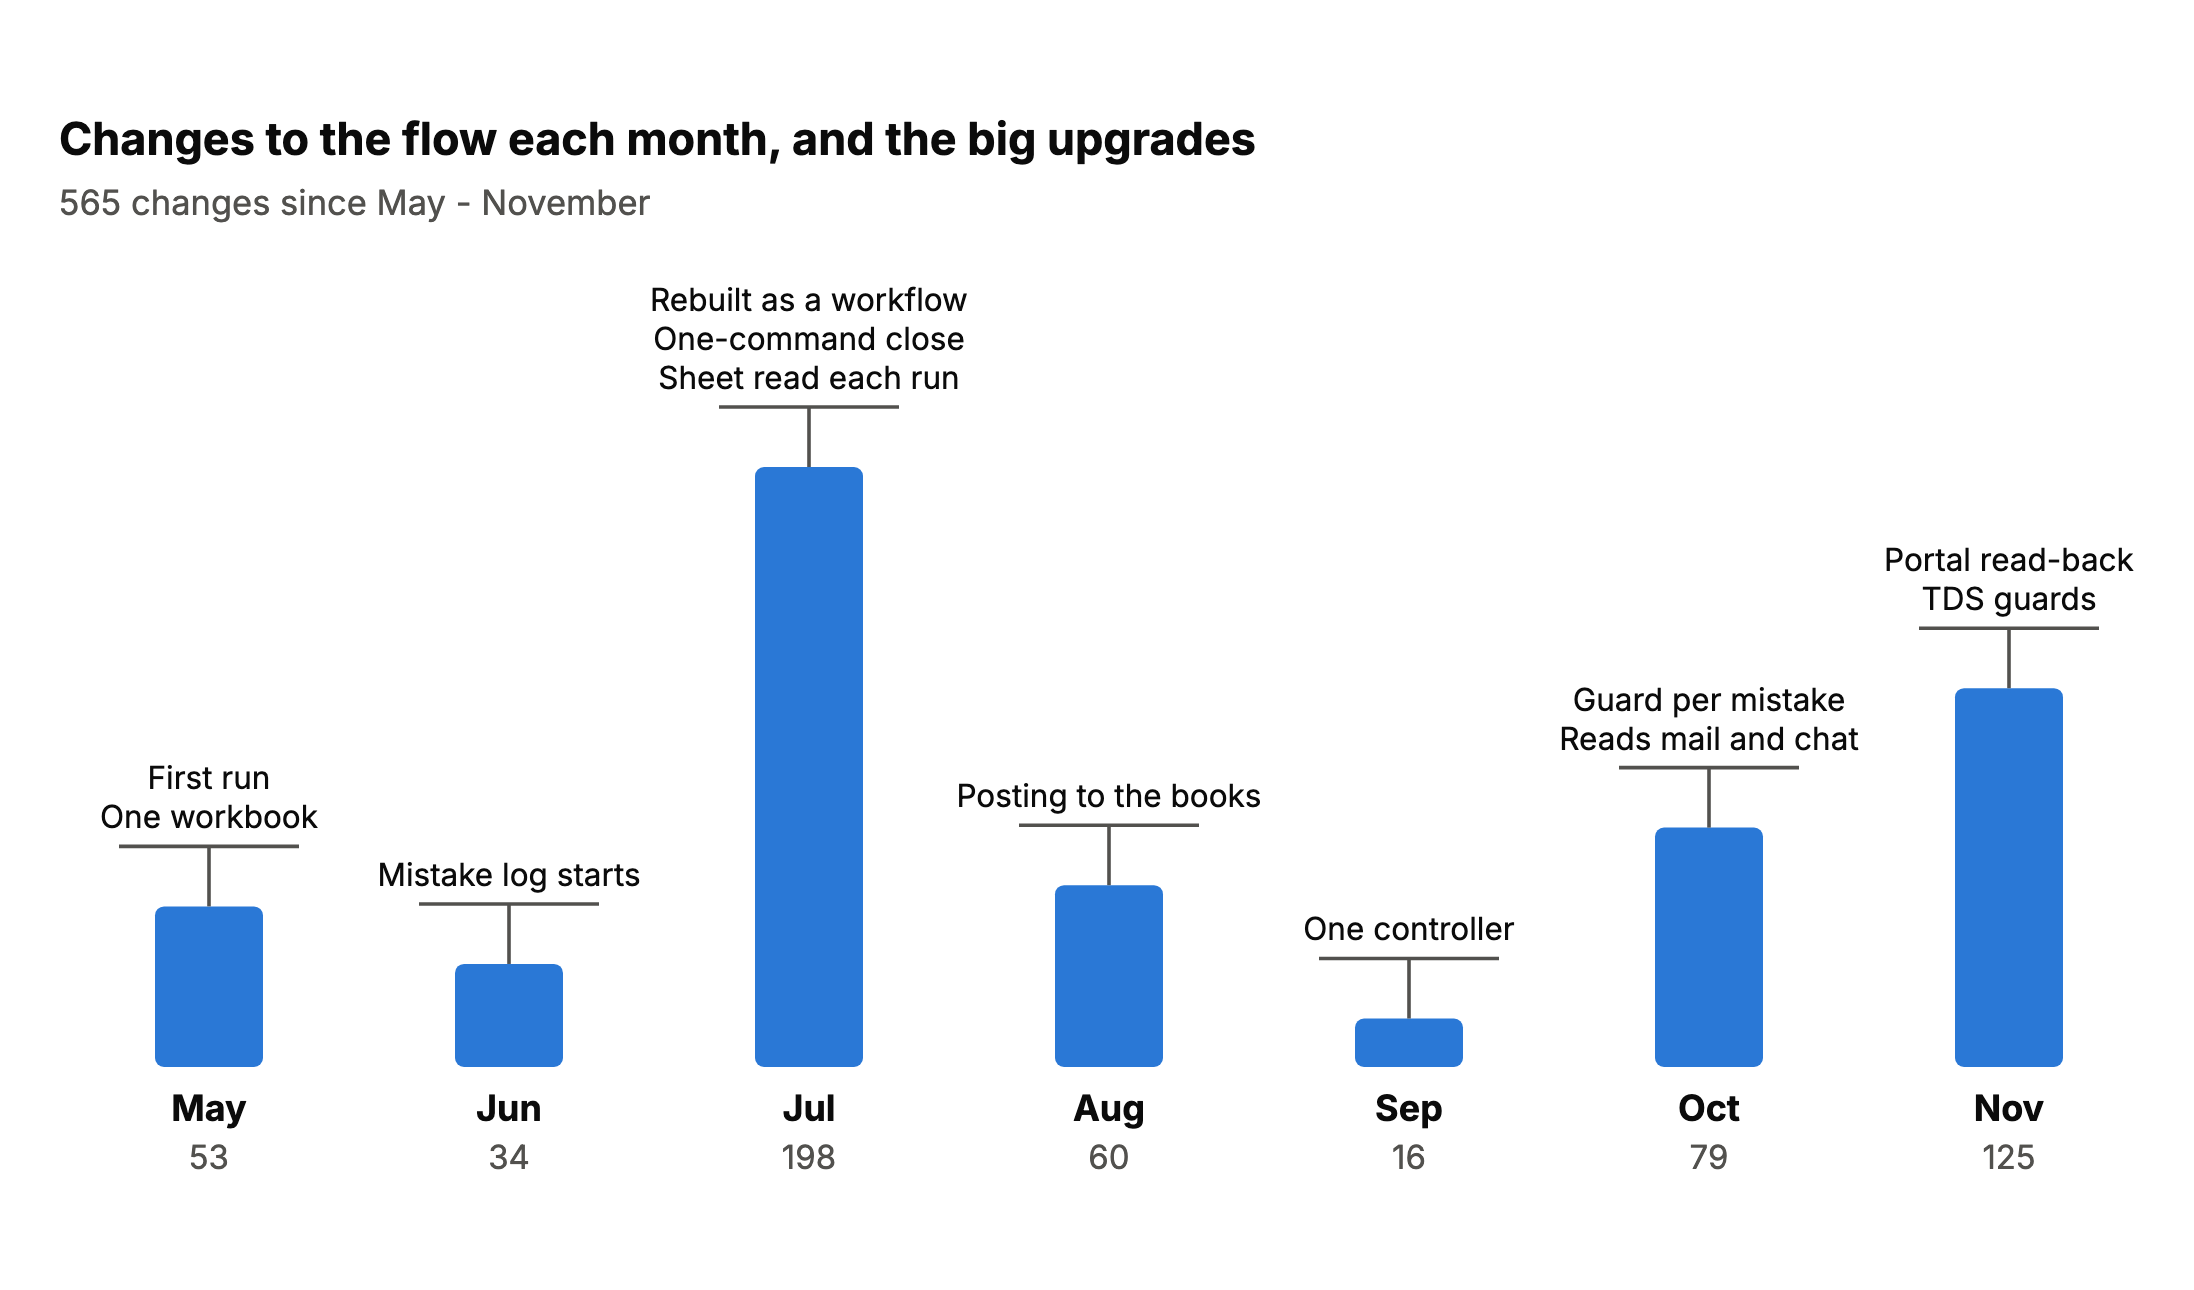 Changes to the flow each month, and the big upgrades
565 changes since May - November
Rebuilt as a workflow
One-command close
Sheet read each run
Portal read-back
TDS guards
Guard per mistake
Reads mail and chat
First run
One workbook
Posting to the books
Mistake log starts
One controller
May
53
Jun
34
Jul
198
Aug
60
Sep
16
Oct
79
Nov
125